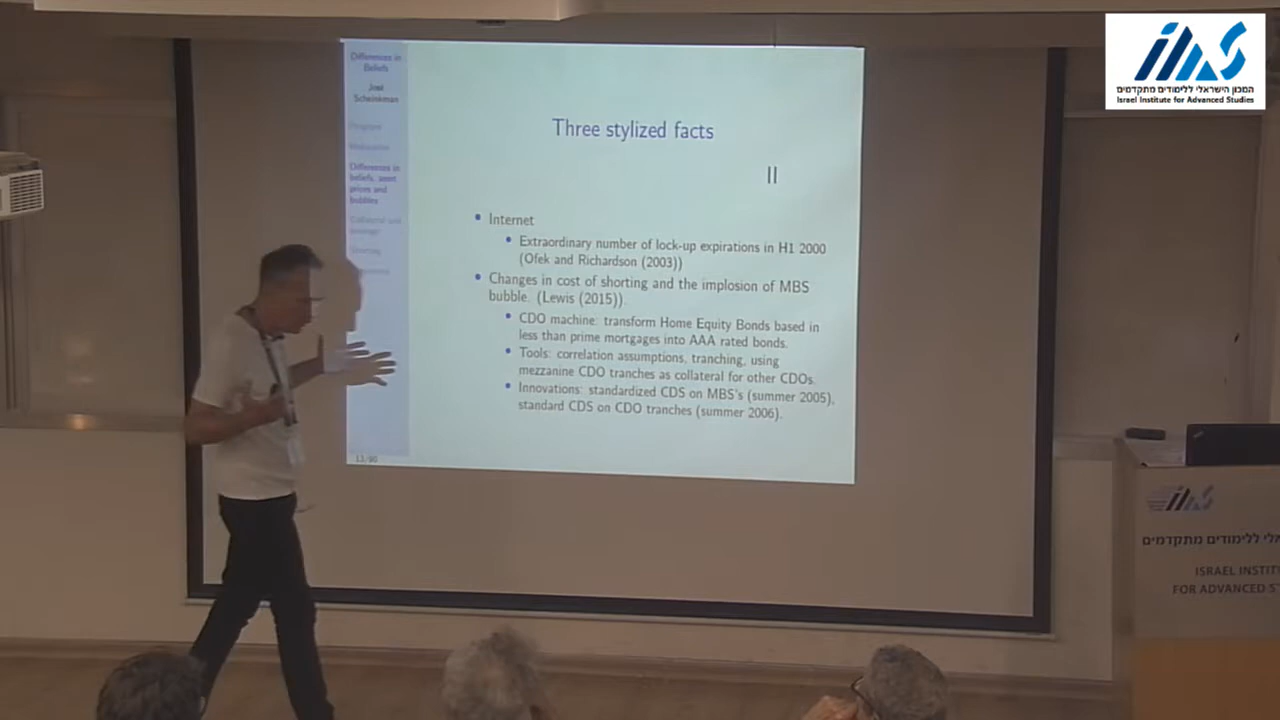 המכון הישראלי ללימודים מתקדמים
Israel Institute for Advanced Studies
Differences in
Beliefs
José
Scheinkman
Differences in
beliefs, asset
prices and
bubbles
Three stylized facts
II
• Internet
• Extraordinary number of lock-up expirations in H1 2000
(Ofek and Richardson (2003))
• Changes in cost of shorting and the implosion of MBS
bubble. (Lewis (2015)).
• CDO machine: transform Home Equity Bonds based in
less than prime mortgages into AAA rated bonds.
• Tools: correlation assumptions, tranching, using
mezzanine CDO tranches as collateral for other CDOs.
• Innovations: standardized CDS on MBS's (summer 2005),
standard CDS on CDO tranches (summer 2006).
13/90
ללימודים מתקדמים
ISRAEL INSTIT
FOR ADVANCED S